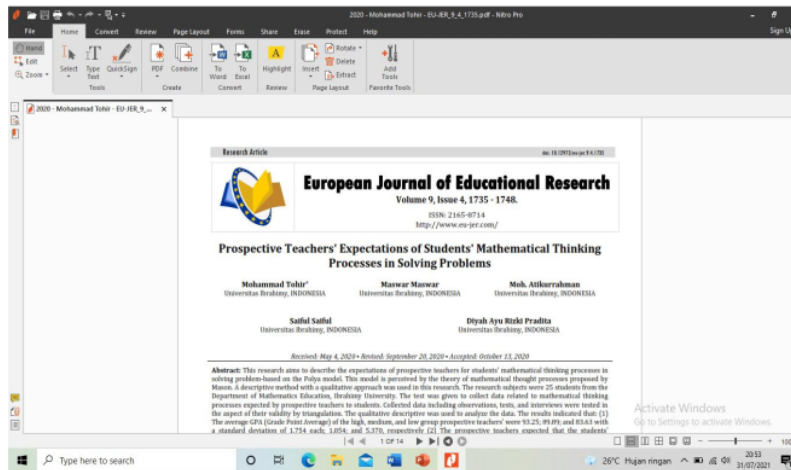 2020 - Mohammad Tohir - EU-JER_9_4_1735.pdf - Nitro Pro
File Home Convert Review Page Layout Forms Share Erase Protect Help Sign Up
Hand
Edit
Zoom
Select Type Text QuickSign
Tools
PDF Combine
Create
To Word To Excel
Convert
Highlight
Review
Insert Rotate Delete Extract
Page Layout
Add Tools
Favorite Tools
2020 - Mohammad Tohir - EU-JER_9_... x
Research Article
European Journal of Educational Research
Volume 9, Issue 4, 1735 - 1748.
ISSN: 2165-8714
http://www.eu-jer.com/
Prospective Teachers' Expectations of Students' Mathematical Thinking
Processes in Solving Problems
Mohammad Tohir* Maswar Maswar Moh. Atikurrahman
Universitas Ibrahimy, INDONESIA Universitas Ibrahimy, INDONESIA Universitas Ibrahimy, INDONESIA
Saiful Saiful Diyah Ayu Rizki Pradita
Universitas Ibrahimy, INDONESIA Universitas Ibrahimy, INDONESIA
Received: May 4, 2020 • Revised: September 20, 2020 • Accepted: October 13, 2020
Abstract: This research aims to describe the expectations of prospective teachers for students' mathematical thinking processes in
solving problem-based on the Polya model. This model is perceived by the theory of mathematical thought processes proposed by
Mason. A descriptive method with a qualitative approach was used in this research. The research subjects were 25 students from the
Department of Mathematics Education, Ibrahimy University. The test was given to collect data related to mathematical thinking
processes expected by prospective teachers to students. Collected data including observations, tests, and interviews were tested in
the aspect of their validity by triangulation. The qualitative descriptive was used to analyze the data. The results indicated that: (1)
The average GPA (Grade Point Average) of the high, medium, and low group prospective teachers' were 93.25; 89.89; and 83.63 with
a standard deviation of 1.754 each; 1.054; and 5.370, respectively (2) The prospective teachers expected that the students'
Activate Windows
Go to Settings to activate Windows.
1 OF 14
100
Type here to search
26°C Hujan ringan
20:53
31/07/2021